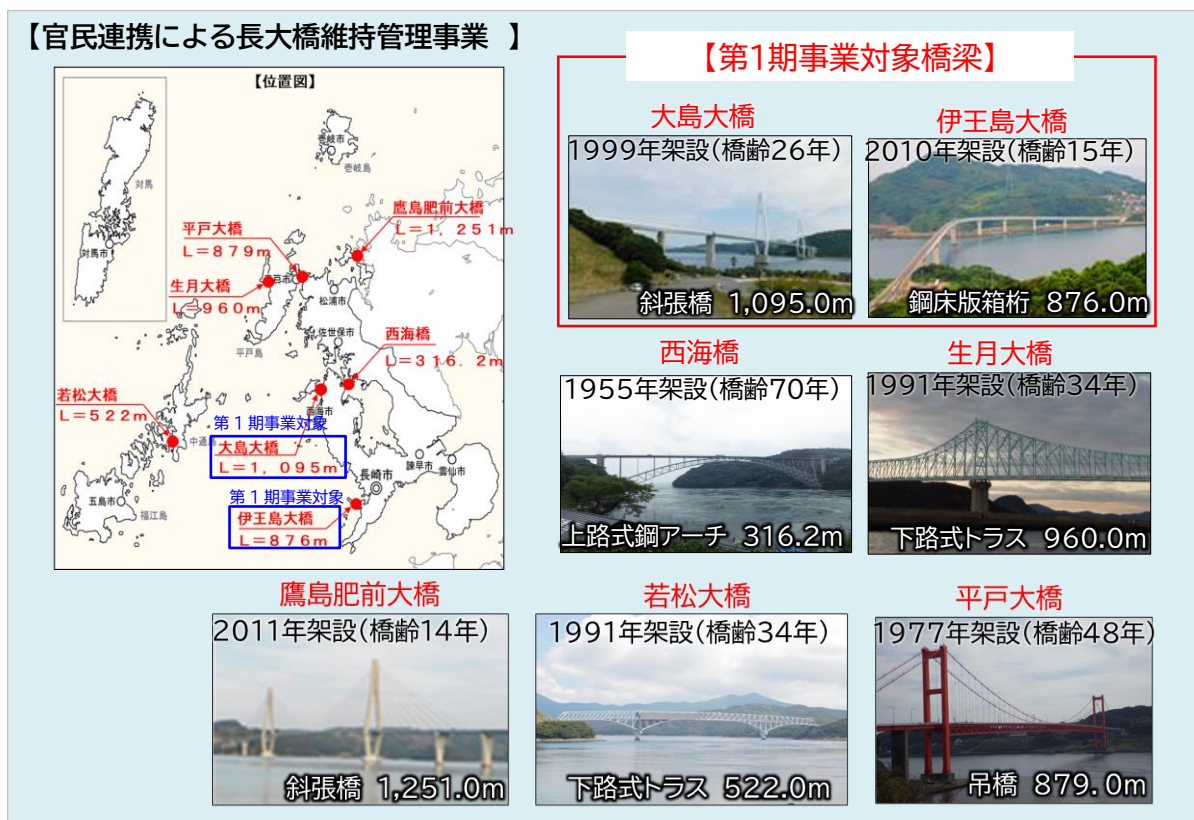 【官民連携による長大橋維持管理事業 】
【位置図】
対馬
対馬市
壱岐市
壱岐島
鷹島肥前大橋
L=1,251m
平戸大橋
L=879m
生月大橋
L=960m
戸市
松浦市
平戸島
佐世保市
西海橋
L=316.2m
若松大橋
L=522m
中通
西海市
第1期事業対象
大島大橋
L=1,095m
諫早市
雲仙市
長崎市
第1期事業対象
伊王島大橋
L=876m
五島市
福江島
【第1期事業対象橋梁】
大島大橋
1999年架設(橋齢26年)
斜張橋 1,095.0m
伊王島大橋
2010年架設(橋齢15年)
鋼床版箱桁 876.0m
西海橋
1955年架設(橋齢70年)
上路式鋼アーチ 316.2m
生月大橋
1991年架設(橋齢34年)
下路式トラス 960.0m
鷹島肥前大橋
2011年架設(橋齢14年)
斜張橋 1,251.0m
若松大橋
1991年架設(橋齢34年)
下路式トラス 522.0m
平戸大橋
1977年架設(橋齢48年)
吊橋 879.0m